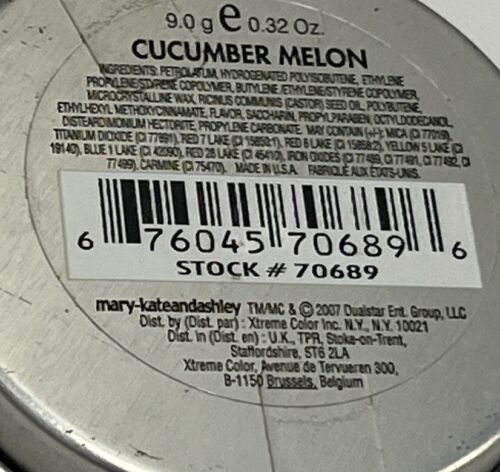 9.0 g e 0.32 Oz.
CUCUMBER MELON
INGREDIENTS: PETROLATUM, HYDROGENATED POLYISOBUTENE, ETHYLENE
PROPYLENE/STYRENE COPOLYMER, BUTYLENE /ETHYLENE/STYRENE COPOLYMER,
MICROCRYSTALLINE WAX, RICINUS COMMUNIS (CASTOR) SEED OIL, POLYBUTENE,
ETHYLHEXYL METHOXYCINNAMATE, FLAVOR, SACCHARIN, PROPYLPARABEN, OCTYLDODECANOL,
DISTEARDIMONIUM HECTORITE, PROPYLENE CARBONATE. MAY CONTAIN (+/-): MICA (CI 77019),
TITANIUM DIOXIDE (CI 77891), RED 7 LAKE (CI 15850:1), RED 6 LAKE (CI 15858:2), YELLOW 5 LAKE (CI
19140), BLUE 1 LAKE (CI 42090), RED 28 LAKE (CI 45410), IRON OXIDES (CI 77489, CI 77491, CI 77492, CI
77499), CARMINE (CI 75470). MADE IN U.S.A. FABRIQUÉ AUX ÉTATS-UNIS.
6 76045 70689 6
STOCK # 70689
mary-kateandashley TM/MC & © 2007 Dualstar Ent. Group, LLC
Dist. by (Dist. par) : Xtreme Color Inc. N.Y., N.Y. 10021
Dist. in (Dist. en) : U.K., TPR, Stoke-on-Trent,
Staffordshire, ST6 2LA
Xtreme Color, Avenue de Tervueren 300,
B-1150 Brussels, Belgium